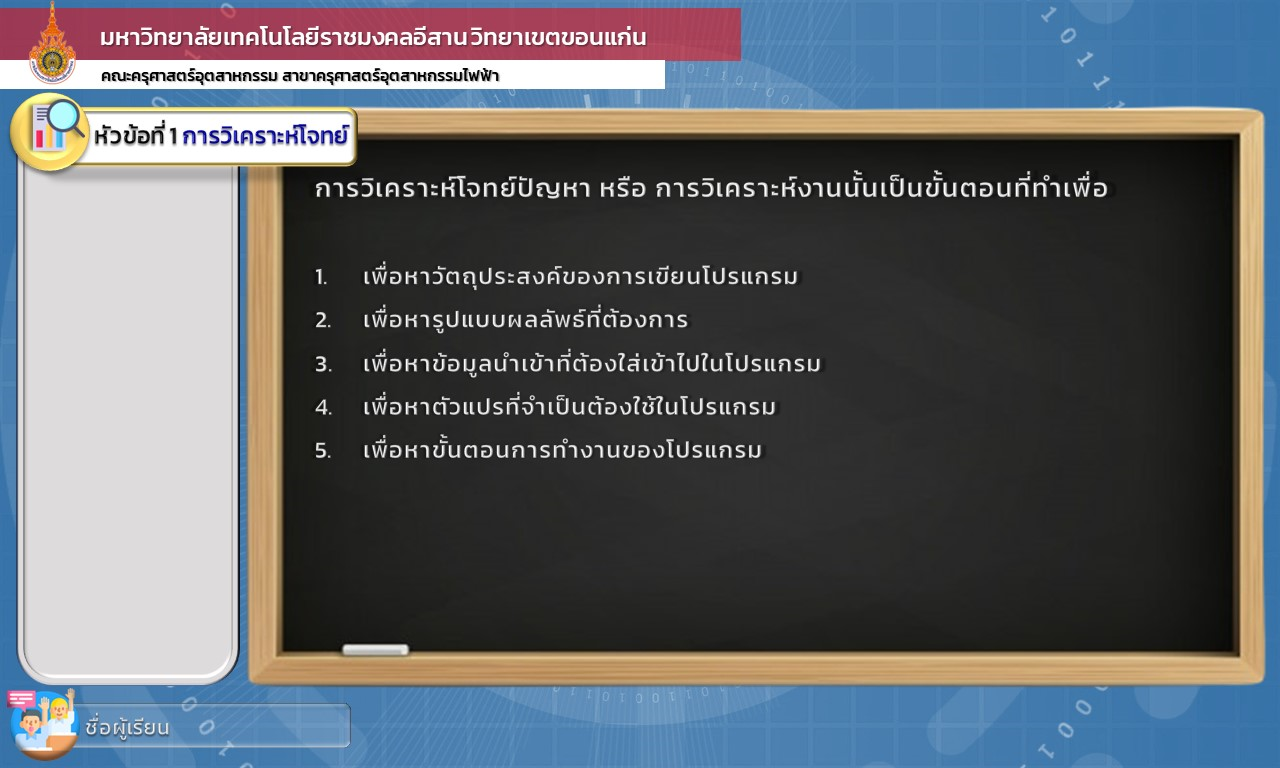 มหาวิทยาลัยเทคโนโลยีราชมงคลอีสาน วิทยาเขตขอนแก่น
คณะครุศาสตร์อุตสาหกรรม สาขาครุศาสตร์อุตสาหกรรมไฟฟ้า
หัวข้อที่ 1 การวิเคราะห์โจทย์
การวิเคราะห์โจทย์ปัญหา หรือ การวิเคราะห์งานนั้นเป็นขั้นตอนที่ทำเพื่อ
1. เพื่อหาวัตถุประสงค์ของการเขียนโปรแกรม
2. เพื่อหารูปแบบผลลัพธ์ที่ต้องการ
3. เพื่อหาข้อมูลนำเข้าที่ต้องใส่เข้าไปในโปรแกรม
4. เพื่อหาตัวแปรที่จำเป็นต้องใช้ในโปรแกรม
5. เพื่อหาขั้นตอนการทำงานของโปรแกรม
ชื่อผู้เรียน